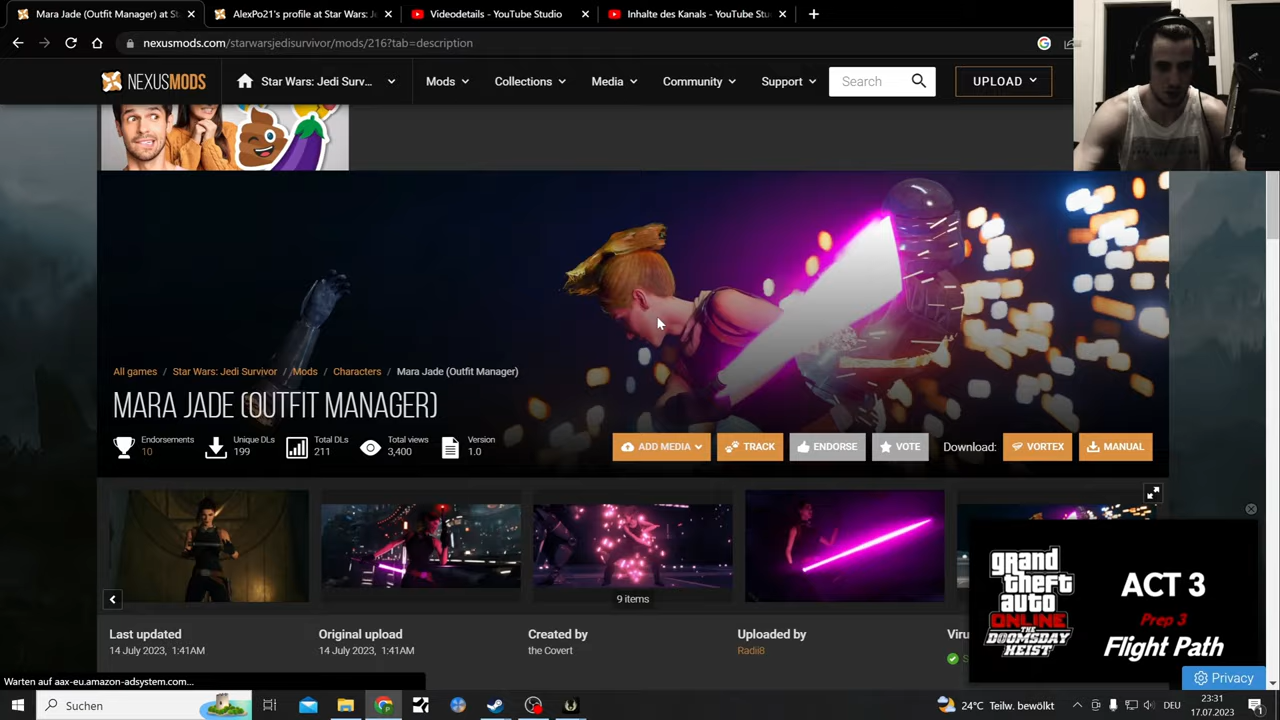 Mara Jade (Outfit Manager) at S
AlexPo21's profile at Star Wars: J
Videodetails - YouTube Studio
Inhalte des Kanals - YouTube Stu
nexusmods.com/starwarsjedisurvivor/mods/216?tab=description
NEXUSMODS
Star Wars: Jedi Surv...
Mods
Collections
Media
Community
Support
Search
UPLOAD
All games / Star Wars: Jedi Survivor / Mods / Characters / Mara Jade (Outfit Manager)
MARA JADE (OUTFIT MANAGER)
Endorsements
10
Unique DLs
199
Total DLs
211
Total views
3,400
Version
1.0
ADD MEDIA
TRACK
ENDORSE
VOTE
Download:
VORTEX
MANUAL
9 items
Last updated
14 July 2023, 1:41AM
Original upload
14 July 2023, 1:41AM
Created by
the Covert
Uploaded by
Radii8
Viru
S
grand
theft
auto
ONLINE
THE
DOOMSDAY
HEIST
ACT 3
Prep 3
Flight Path
Privacy
Warten auf aax-eu.amazon-adsystem.com...
Suchen
24°C Teilw. bewölkt
DEU
23:31
17.07.2023